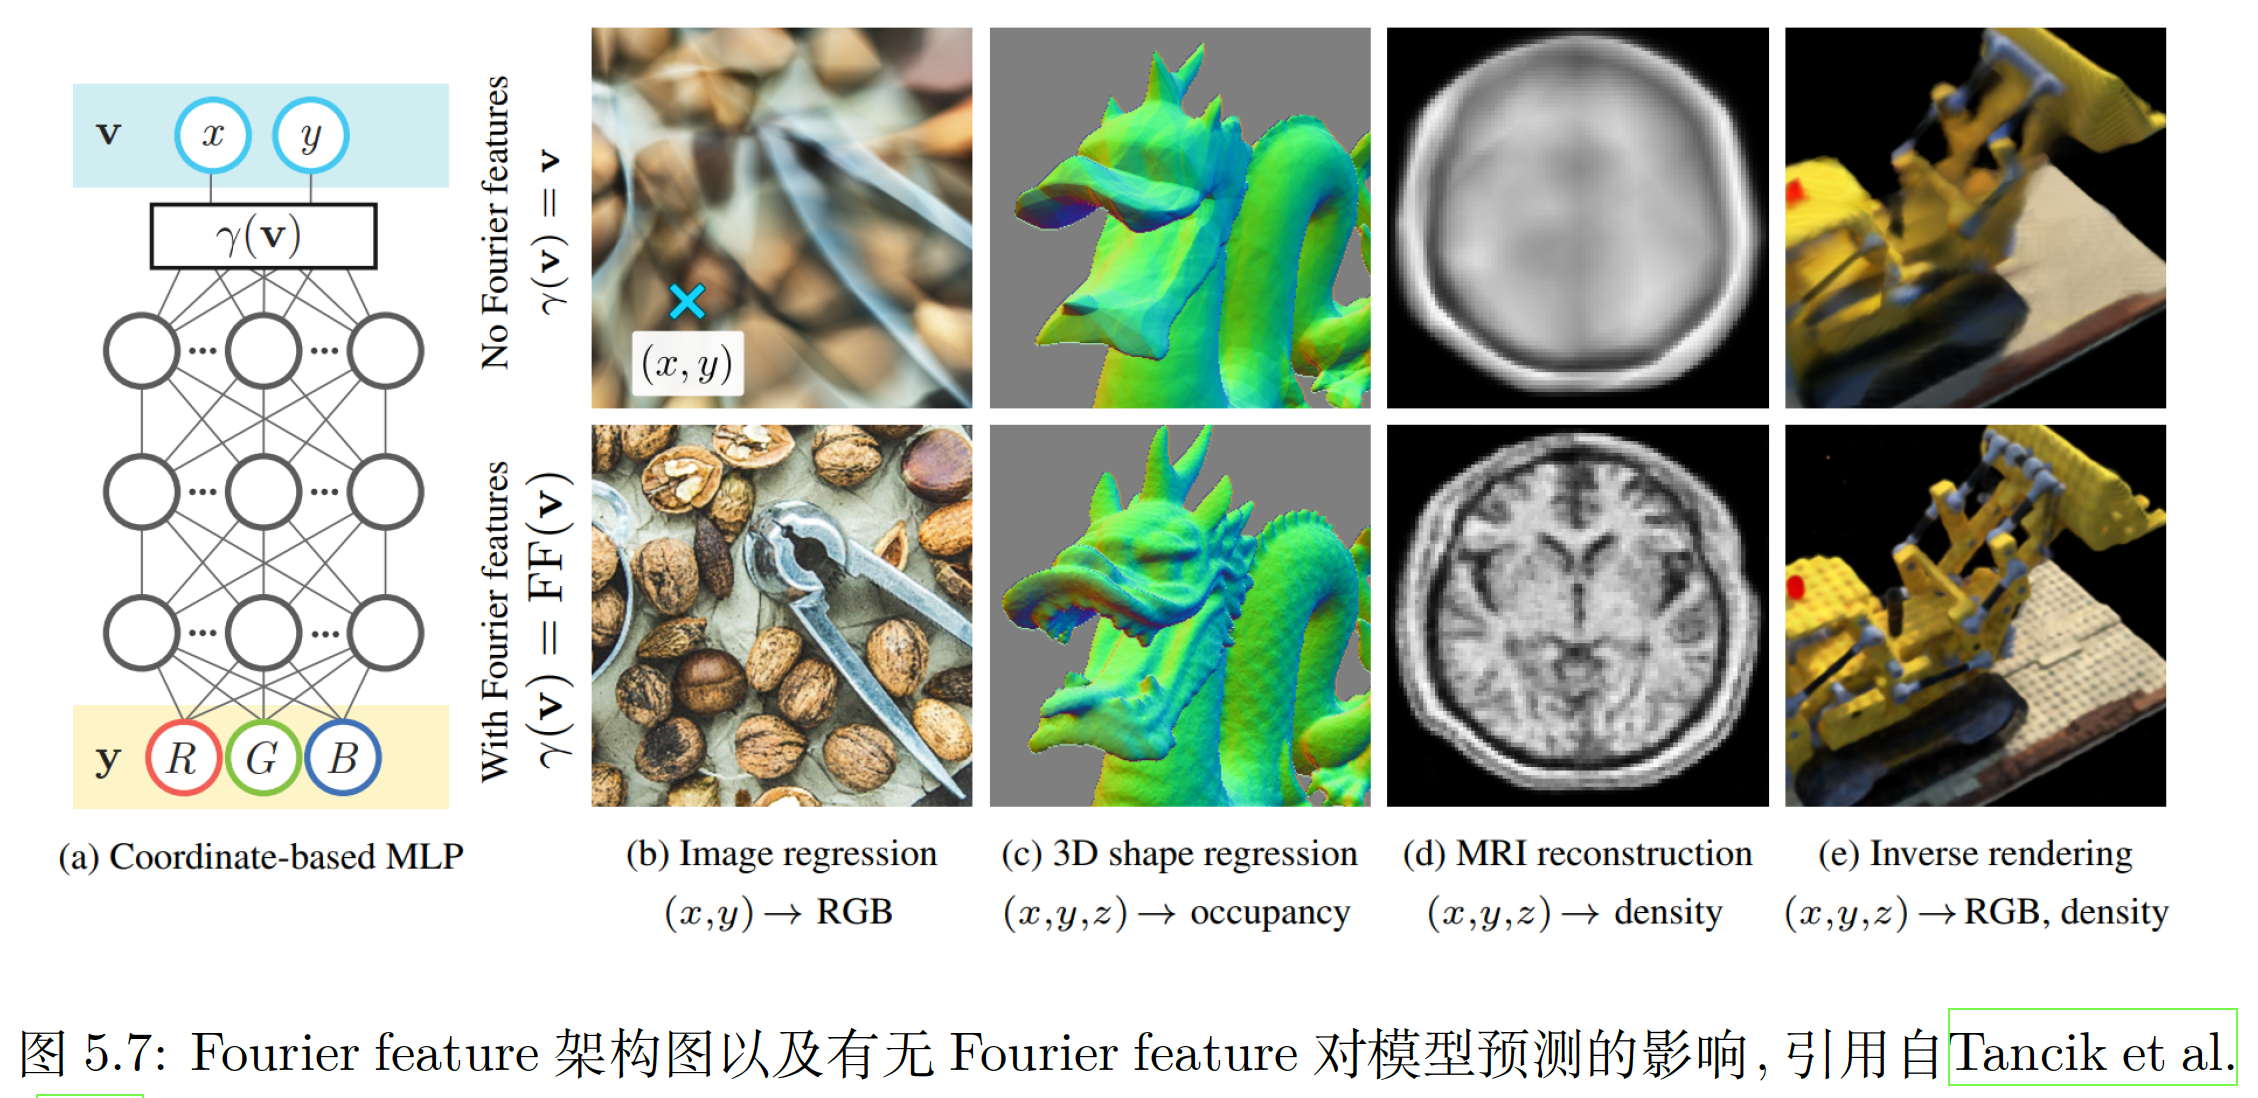 v x y
γ(v)
y R G B
(a) Coordinate-based MLP
No Fourier features
γ(v) = v
With Fourier features
γ(v) = FF(v)
(x, y)
(b) Image regression
(x,y) → RGB
(c) 3D shape regression
(x,y,z) → occupancy
(d) MRI reconstruction
(x,y,z) → density
(e) Inverse rendering
(x,y,z) → RGB, density
图 5.7: Fourier feature 架构图以及有无 Fourier feature 对模型预测的影响, 引用自Tancik et al.